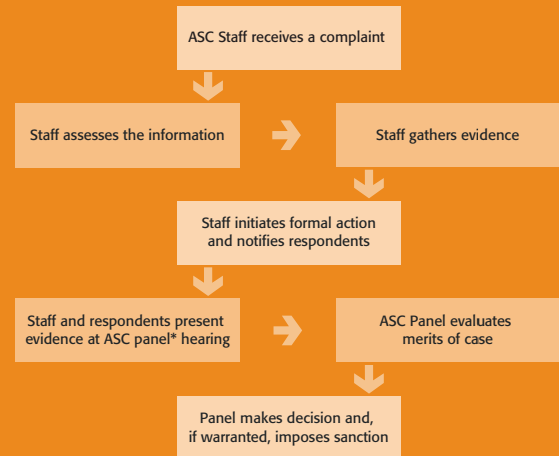 ASC Staff receives a complaint
Staff assesses the information
Staff gathers evidence
Staff initiates formal action
and notifies respondents
Staff and respondents present
evidence at ASC panel* hearing
ASC Panel evaluates
merits of case
Panel makes decision and,
if warranted, imposes sanction